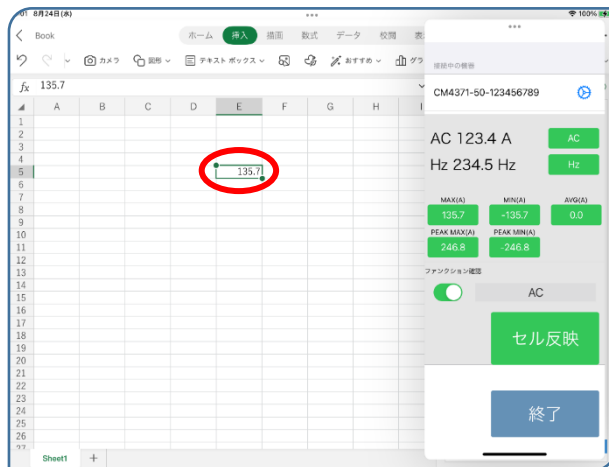 01 8月24日(水)
100%
Book
ホーム 挿入 描画 数式 データ 校閲 表
カメラ 図形 テキスト ボックス おすすめ グラ
fx 135.7
A B C D E F G H I
1
2
3
4
5 135.7
6
7
8
9
10
11
12
13
14
15
16
17
18
19
20
21
22
23
24
25
26
27
Sheet1 +
接続中の機器
CM4371-50-123456789
AC 123.4 A AC
Hz 234.5 Hz Hz
MAX(A) MIN(A) AVG(A)
135.7 -135.7 0.0
PEAK MAX(A) PEAK MIN(A)
246.8 -246.8
ファンクション確認
AC
セル反映
終了